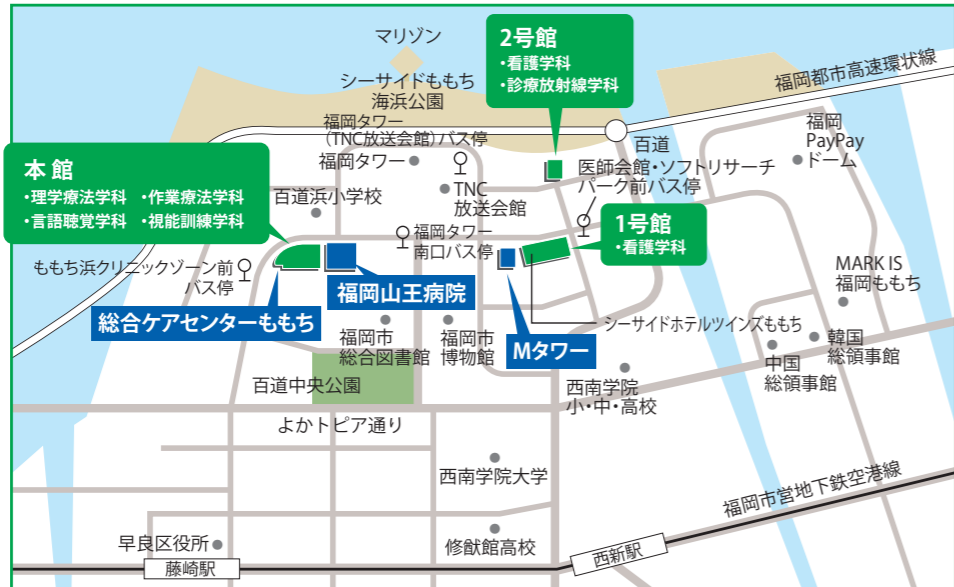 マリゾン
シーサイドももち
海浜公園
2号館
・看護学科
・診療放射線学科
福岡都市高速環状線
福岡タワー
(TNC放送会館)バス停
福岡タワー
百道
福岡
PayPay
ドーム
本 館
・理学療法学科 ・作業療法学科
・言語聴覚学科 ・視能訓練学科
百道浜小学校
TNC
放送会館
医師会館・ソフトリサーチ
パーク前バス停
1号館
・看護学科
福岡タワー
南口バス停
ももち浜クリニックゾーン前
バス停
福岡山王病院
総合ケアセンターももち
MARK IS
福岡ももち
シーサイドホテルツインズももち
福岡市
総合図書館
福岡市
博物館
Mタワー
韓国
総領事館
中国
総領事館
西南学院
小・中・高校
百道中央公園
よかトピア通り
西南学院大学
福岡市営地下鉄空港線
早良区役所
修猷館高校
西新駅
藤崎駅